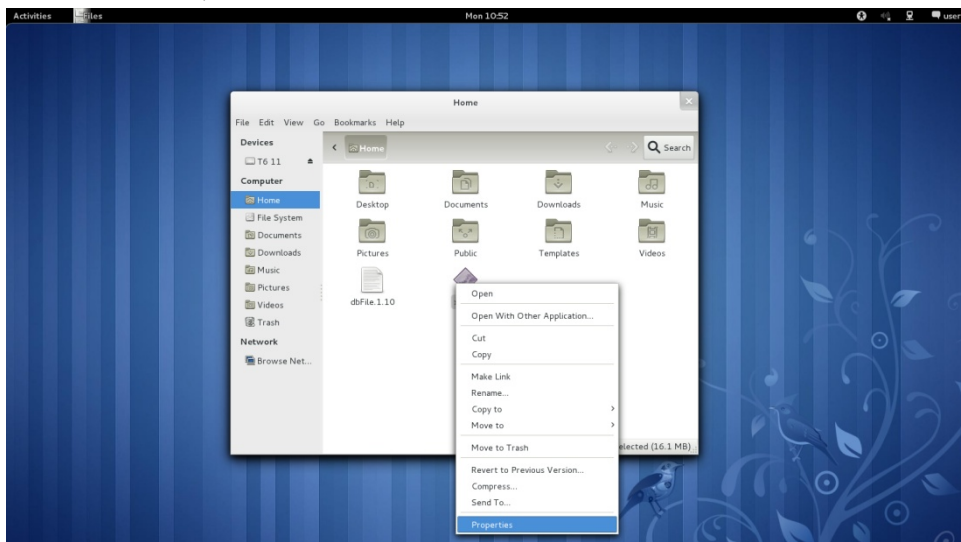 Activities Files Mon 10:52 user
Home
File Edit View Go Bookmarks Help
Devices
T6 11
Computer
Home
File System
Documents
Downloads
Music
Pictures
Videos
Trash
Network
Browse Net...
Home Search
Desktop Documents Downloads Music
Pictures Public Templates Videos
dbFile.1.10
Open
Open With Other Application...
Cut
Copy
Make Link
Rename...
Copy to
Move to
Move to Trash
Revert to Previous Version...
Compress...
Send To...
Properties
(16.1 MB)